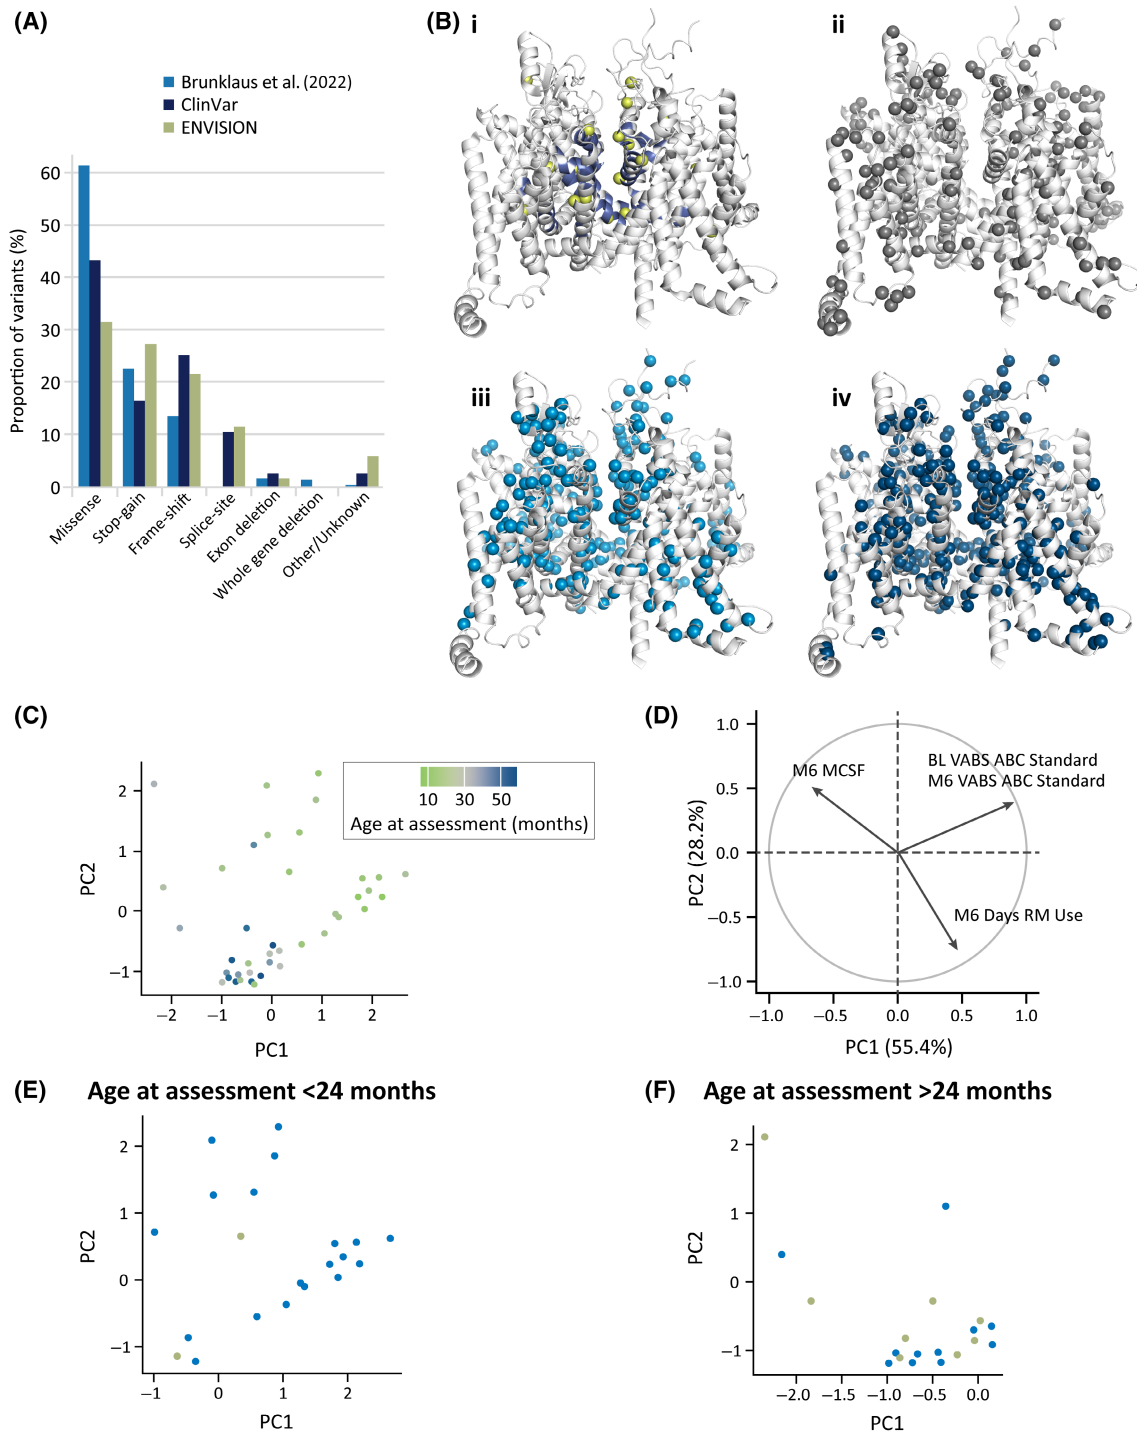 (A)
Brunklaus et al. (2022)
ClinVar
ENVISION
Proportion of variants (%)
60
50
40
30
20
10
0
Missense
Stop-gain
Frame-shift
Splice-site
Exon deletion
Whole gene deletion
Other/Unknown
(B)
i
ii
iii
iv
(C)
PC2
2
1
0
−1
−2
−1
0
1
2
PC1
10
30
50
Age at assessment (months)
(D)
PC2 (28.2%)
1.0
0.5
0.0
−0.5
−1.0
M6 MCSF
BL VABS ABC Standard
M6 VABS ABC Standard
M6 Days RM Use
−1.0
−0.5
0.0
0.5
1.0
PC1 (55.4%)
(E)
Age at assessment <24 months
PC2
2
1
0
−1
−1
0
1
2
PC1
(F)
Age at assessment >24 months
PC2
2
1
0
−1
−2.0
−1.5
−1.0
−0.5
0.0
PC1